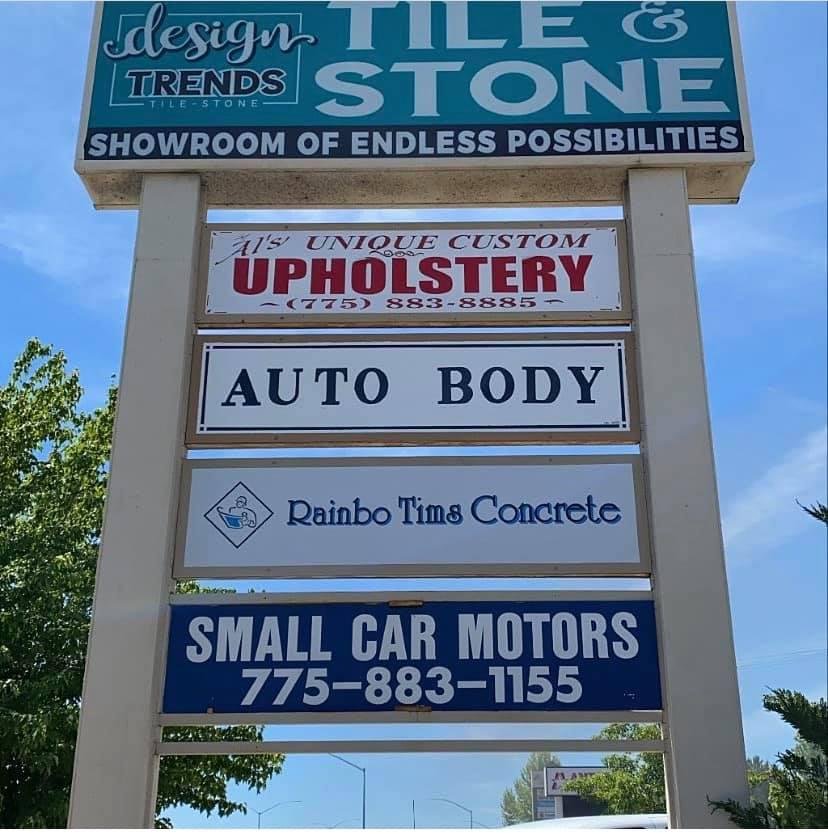 design
TRENDS
TILE-STONE
TILE &
STONE
SHOWROOM OF ENDLESS POSSIBILITIES
Al's UNIQUE CUSTOM
UPHOLSTERY
~(775) 883-8885~
AUTO BODY
Rainbo Tims Concrete
SMALL CAR MOTORS
775-883-1155